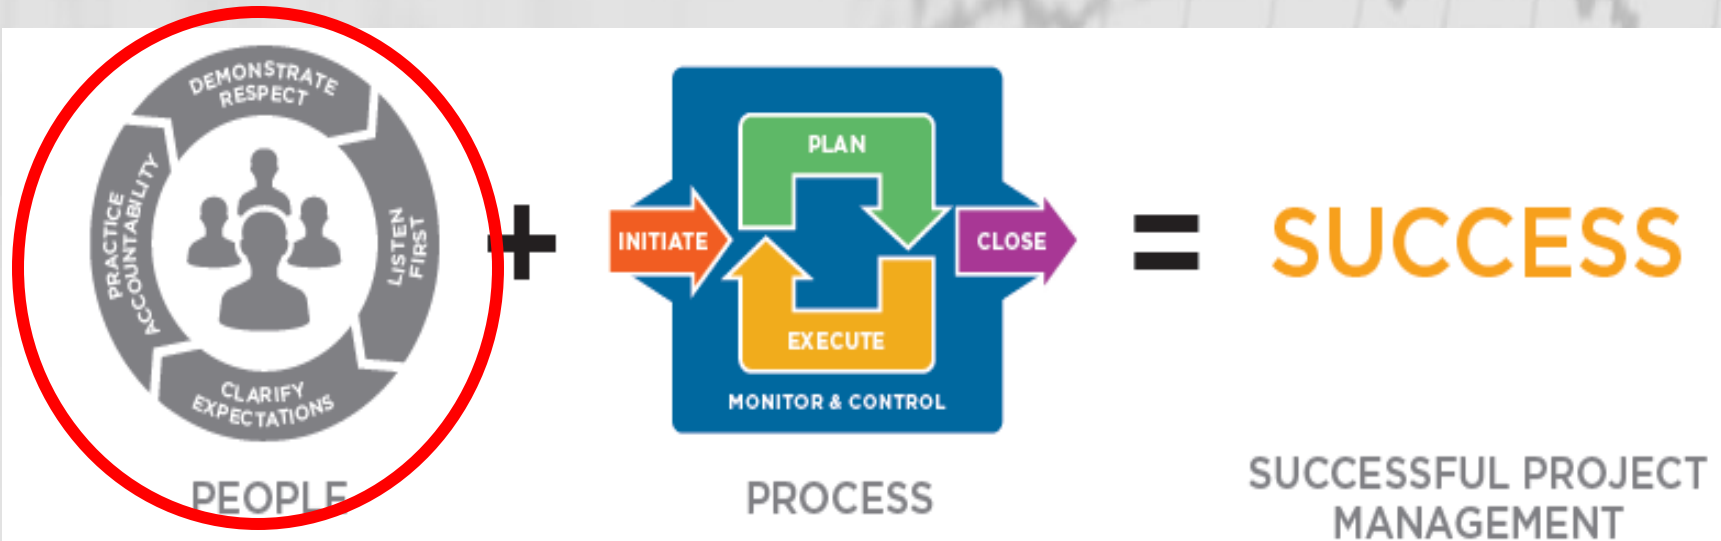 DEMONSTRATE
RESPECT
LISTEN
FIRST
CLARIFY
EXPECTATIONS
PRACTICE
ACCOUNTABILITY
PEOPLE
+
INITIATE
PLAN
EXECUTE
CLOSE
MONITOR & CONTROL
PROCESS
=
SUCCESS
SUCCESSFUL PROJECT
MANAGEMENT